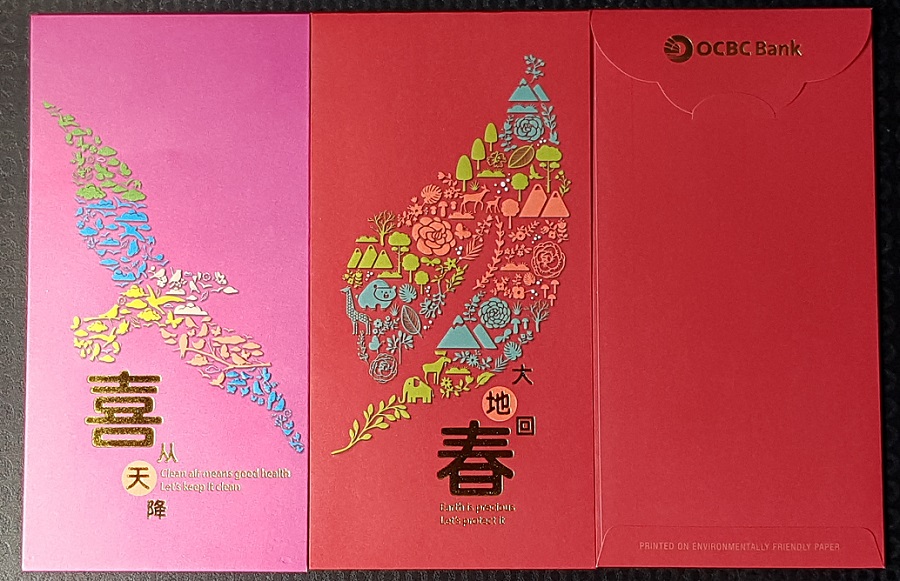 喜
从
天
降
Clean air means good health
Let's keep it clean
大
地
回
春
Earth is precious
Let's protect it
OCBC Bank
PRINTED ON ENVIRONMENTALLY FRIENDLY PAPER